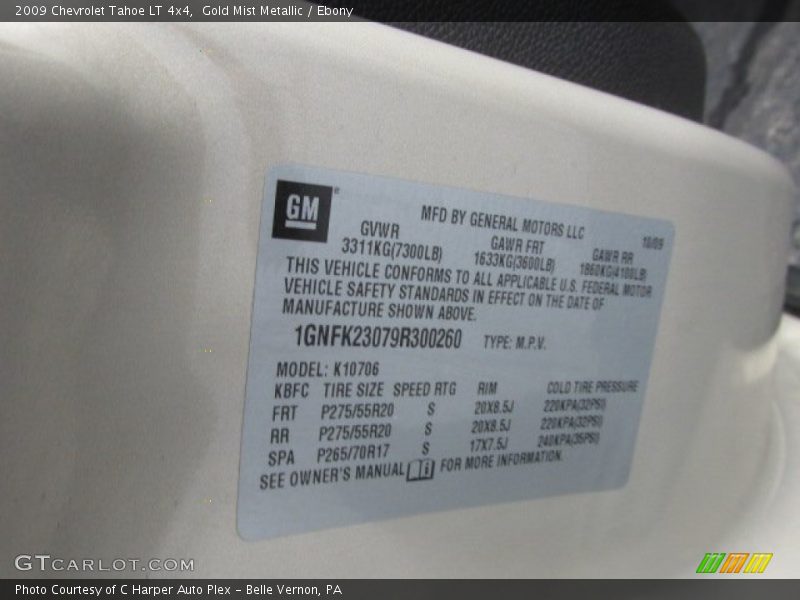 2009 Chevrolet Tahoe LT 4x4,  Gold Mist Metallic / Ebony
GM
MFD BY GENERAL MOTORS LLC 10/09
GVWR GAWR FRT GAWR RR
3311KG(7300LB) 1633KG(3600LB) 1860KG(4100LB)
THIS VEHICLE CONFORMS TO ALL APPLICABLE U.S. FEDERAL MOTOR
VEHICLE SAFETY STANDARDS IN EFFECT ON THE DATE OF
MANUFACTURE SHOWN ABOVE.
1GNFK23079R300260 TYPE: M.P.V.
MODEL: K10706
KBFC TIRE SIZE SPEED RTG RIM COLD TIRE PRESSURE
FRT P275/55R20 S 20X8.5J 220KPA(32PSI)
RR P275/55R20 S 20X8.5J 220KPA(32PSI)
SPA P265/70R17 S 17X7.5J 240KPA(35PSI)
SEE OWNER'S MANUAL FOR MORE INFORMATION.
GTCARLOT.COM
Photo Courtesy of C Harper Auto Plex - Belle Vernon, PA